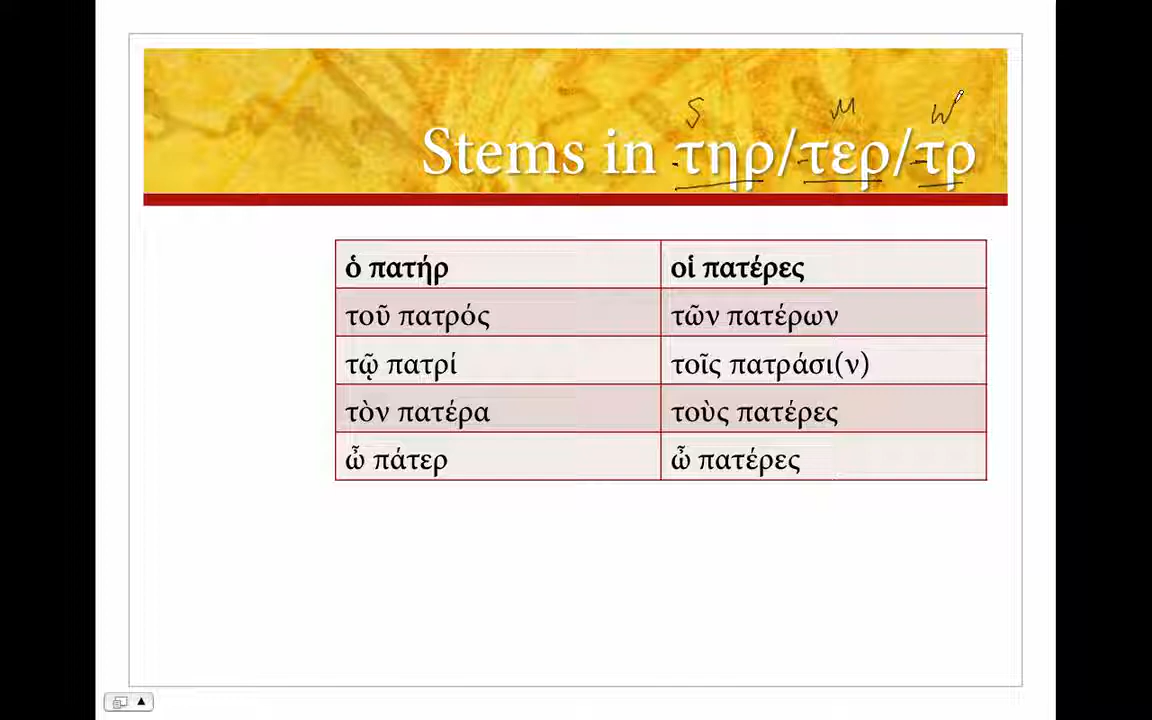 S M W
Stems in τηρ/τερ/τρ
ὁ πατήρ οἱ πατέρες
τοῦ πατρός τῶν πατέρων
τῷ πατρί τοῖς πατράσι(ν)
τὸν πατέρα τοὺς πατέρες
ὦ πάτερ ὦ πατέρες